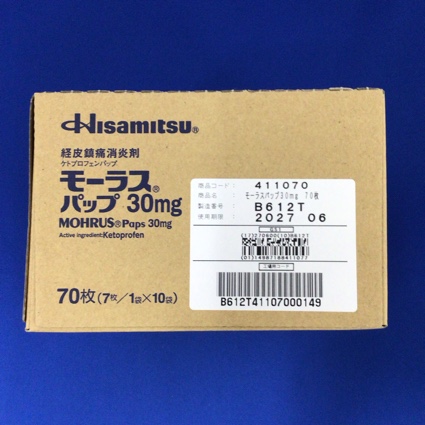 Hisamitsu®
経皮鎮痛消炎剤
ケトプロフェンパップ
モーラス®
パップ 30mg
MOHRUS®Paps 30mg
Active ingredient:Ketoprofen
70枚(7枚/1袋×10袋)
商品コード: 411070
商品名: モーラスパップ30mg 70枚
製造番号: B612T
使用期限: 2027 06
B612T41107000149